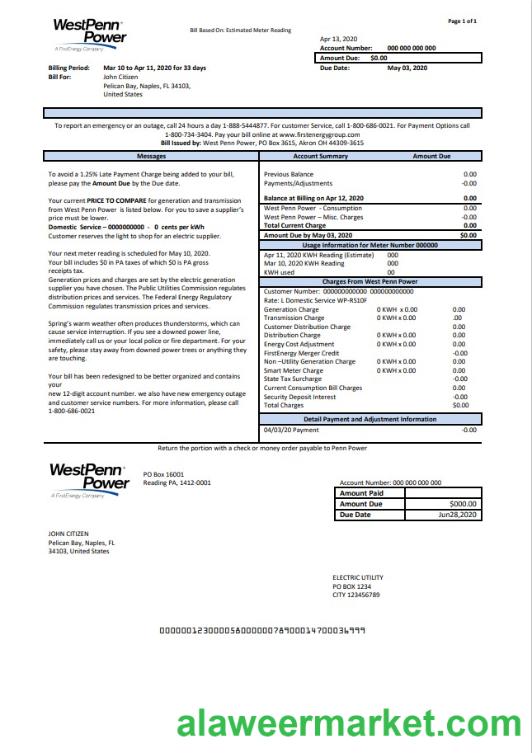 Page 1 of 1
WestPenn
Power
A FirstEnergy Company
Bill Based On: Estimated Meter Reading
Apr 13, 2020
Account Number: 000 000 000 000
Amount Due: $0.00
Due Date: May 03, 2020
Billing Period: Mar 10 to Apr 11, 2020 for 33 days
Bill For: John Citizen
Pelican Bay, Naples, FL 34103,
United States
To report an emergency or an outage, call 24 hours a day 1-888-5444877. For customer Service, call 1-800-686-0021. For Payment Options call
1-800-734-3404. Pay your bill online at www.firstenergygroup.com
Bill Issued by: West Penn Power, PO Box 3615, Akron OH 44309-3615
Messages
To avoid a 1.25% Late Payment Charge being added to your bill,
please pay the Amount Due by the Due date.
Your current PRICE TO COMPARE for generation and transmission
from West Penn Power is listed below. For you to save a supplier's
price must be lower.
Domestic Service – 0000000000 - 0 cents per kWh
Customer reserves the light to shop for an electric supplier.
Your next meter reading is scheduled for May 10, 2020.
Your bill includes $0 in PA taxes of which $0 is PA gross
receipts tax.
Generation prices and charges are set by the electric generation
supplier you have chosen. The Public Utilities Commission regulates
distribution prices and services. The Federal Energy Regulatory
Commission regulates transmission prices and services.
Spring's warm weather often produces thunderstorms, which can
cause service interruption. If you see a downed power line,
immediately call us or your local police or fire department. For your
safety, please stay away from downed power trees or anything they
are touching.
Your bill has been redesigned to be better organized and contains
your
new 12-digit account number. we also have new emergency outage
and customer service numbers. For more information, please call
1-800-686-0021
Account Summary Amount Due
Previous Balance 0.00
Payments/Adjustments -0.00
Balance at Billing on Apr 12, 2020 0.00
West Penn Power - Consumption 0.00
West Penn Power – Misc. Charges -0.00
Total Current Charge 0.00
Amount Due by May 03, 2020 $0.00
Usage Information for Meter Number 000000
Apr 11, 2020 KWH Reading (Estimate) 000
Mar 10, 2020 KWH Reading 000
KWH used 00
Charges From West Penn Power
Customer Number: 000000000000 000000000000
Rate: L Domestic Service WP-RS10F
Generation Charge 0 KWH x 0.00 0.00
Transmission Charge 0 KWH x 0.00 .00
Customer Distribution Charge 0.00
Distribution Charge 0 KWH x 0.00 0.00
Energy Cost Adjustment 0 KWH x 0.00 0.00
FirstEnergy Merger Credit -0.00
Non –Utility Generation Charge 0 KWH x 0.00 0.00
Smart Meter Charge 0 KWH x 0.00 0.00
State Tax Surcharge -0.00
Current Consumption Bill Charges 0.00
Security Deposit Interest -0.00
Total Charges $0.00
Detail Payment and Adjustment Information
04/03/20 Payment -0.00
Return the portion with a check or money order payable to Penn Power
WestPenn
Power
A FirstEnergy Company
PO Box 16001
Reading PA, 1412-0001
Account Number: 000 000 000 000
Amount Paid
Amount Due $000.00
Due Date Jun28,2020
JOHN CITIZEN
Pelican Bay, Naples, FL
34103, United States
ELECTRIC UTILITY
PO BOX 1234
CITY 123456789
000000123000058000000789000147000036999
alaweermarket.com